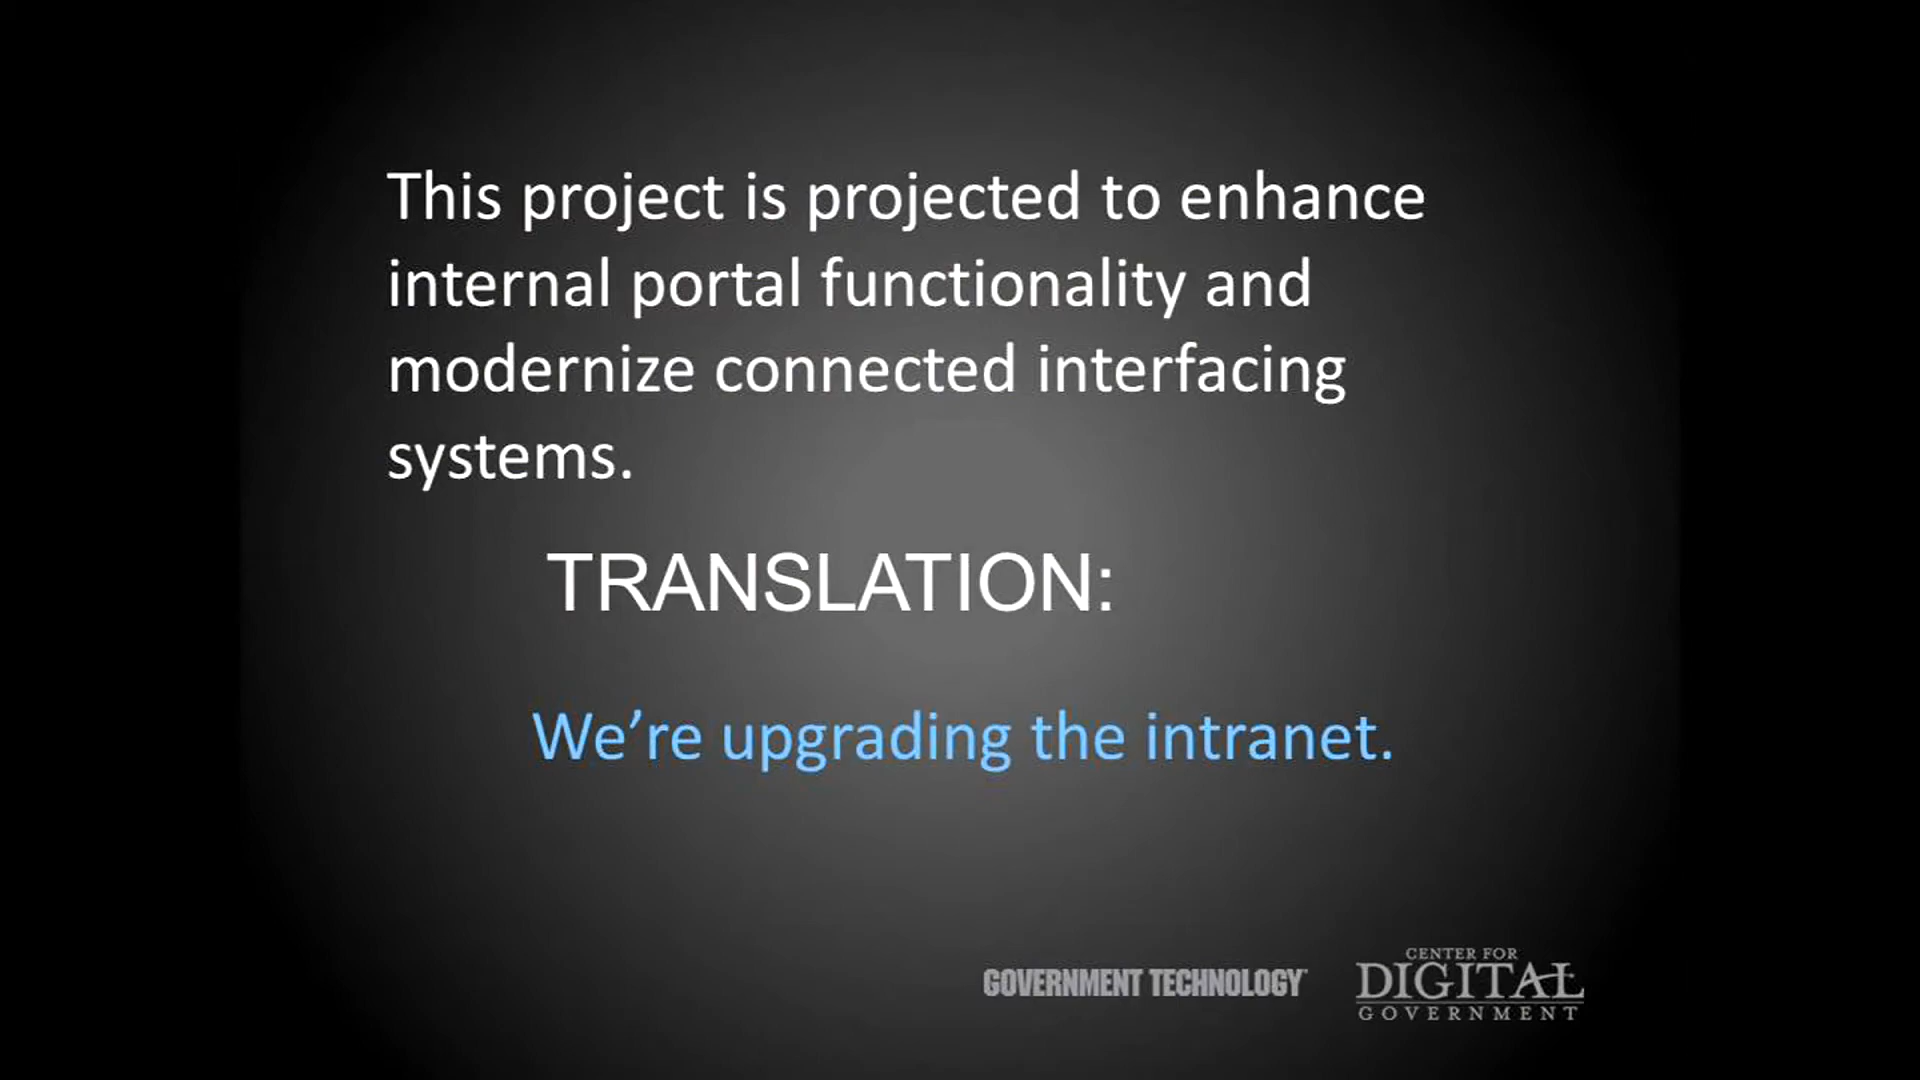 This project is projected to enhance
internal portal functionality and
modernize connected interfacing
systems.
TRANSLATION:
We’re upgrading the intranet.
GOVERNMENT TECHNOLOGY
CENTER FOR
DIGITAL
GOVERNMENT